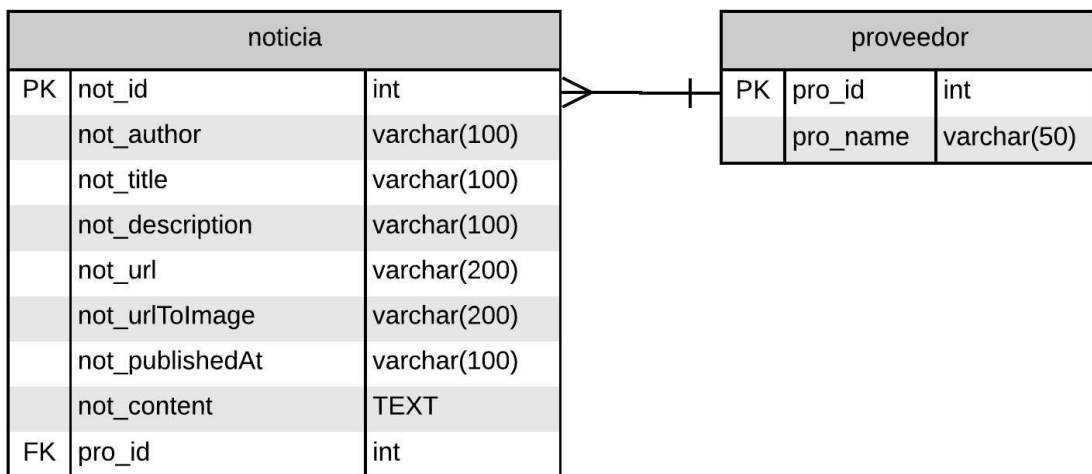 noticia
PK not_id int
not_author varchar(100)
not_title varchar(100)
not_description varchar(100)
not_url varchar(200)
not_urlToImage varchar(200)
not_publishedAt varchar(100)
not_content TEXT
FK pro_id int
proveedor
PK pro_id int
pro_name varchar(50)